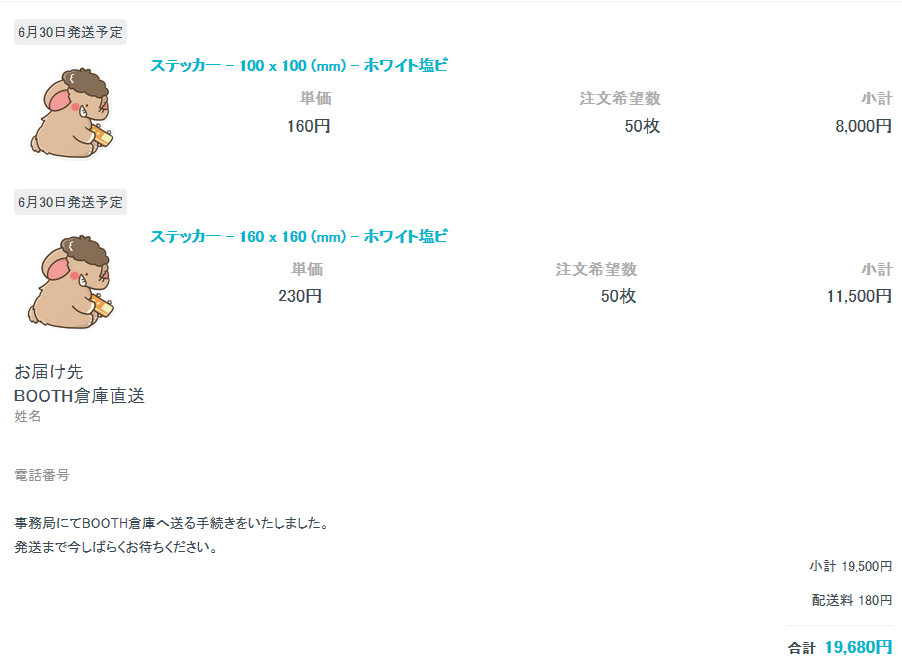 6月30日発送予定
ステッカー – 100 x 100 (mm) – ホワイト塩ビ
単価 注文希望数 小計
160円 50枚 8,000円
6月30日発送予定
ステッカー – 160 x 160 (mm) – ホワイト塩ビ
単価 注文希望数 小計
230円 50枚 11,500円
お届け先
BOOTH倉庫直送
姓名
電話番号
事務局にてBOOTH倉庫へ送る手続きをいたしました。
発送まで今しばらくお待ちください。
小計 19,500円
配送料 180円
合計 19,680円